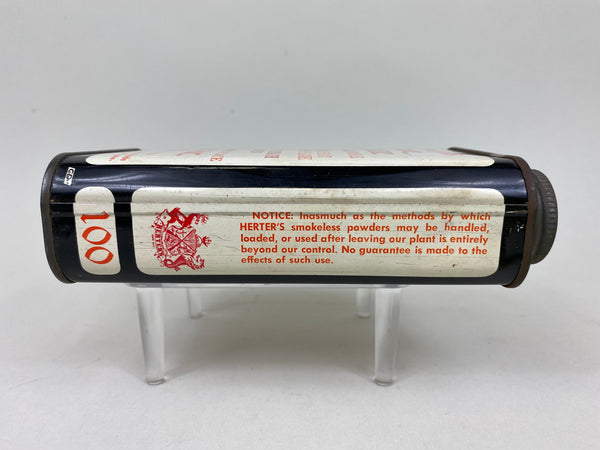 100
NOTICE: Inasmuch as the methods by which
HERTER'S smokeless powders may be handled,
loaded, or used after leaving our plant is entirely
beyond our control. No guarantee is made to the
effects of such use.